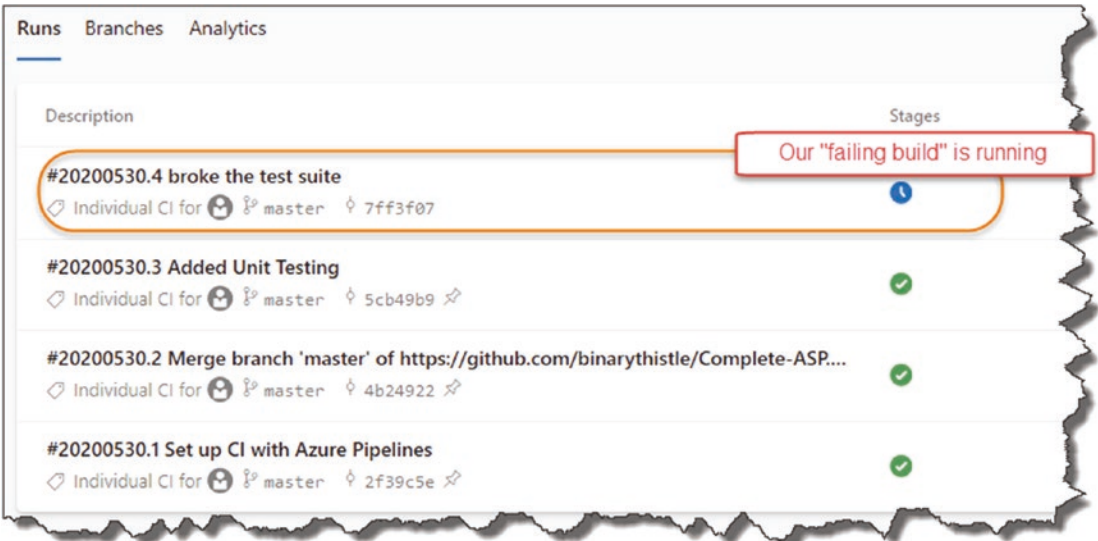 Runs Branches Analytics
Description Stages
Our "failing build" is running
#20200530.4 broke the test suite
Individual CI for master 7ff3f07
#20200530.3 Added Unit Testing
Individual CI for master 5cb49b9
#20200530.2 Merge branch 'master' of https://github.com/binarythistle/Complete-ASP....
Individual CI for master 4b24922
#20200530.1 Set up CI with Azure Pipelines
Individual CI for master 2f39c5e